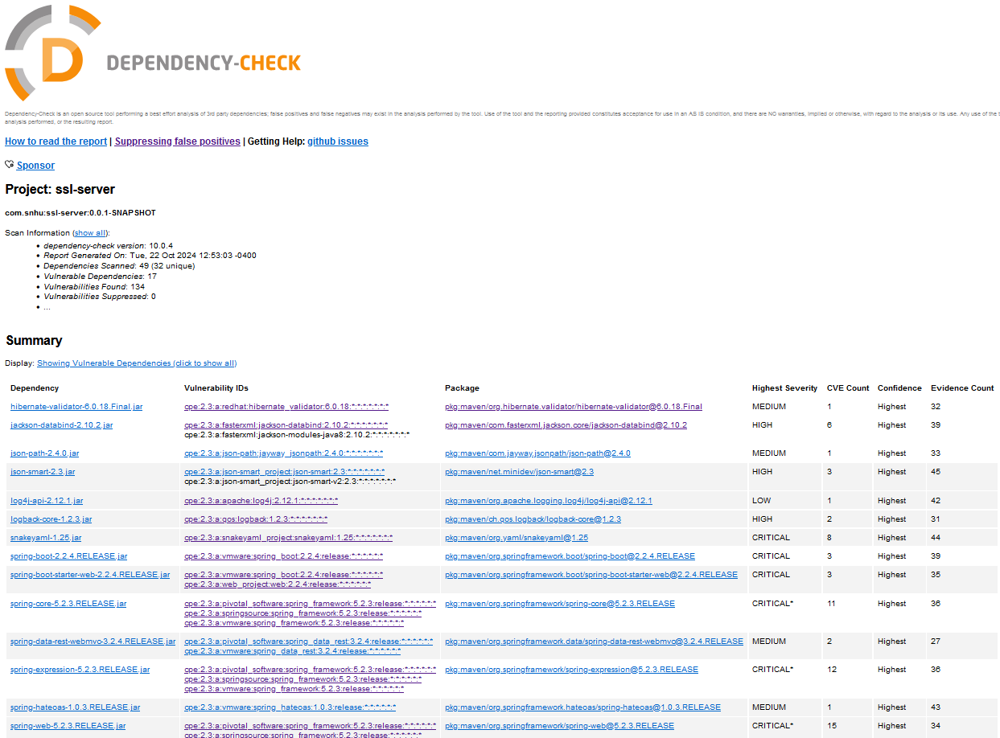 DEPENDENCY-CHECK
Dependency-Check is an open source tool performing a best effort analysis of 3rd party dependencies; false positives and false negatives may exist in the analysis performed by the tool. Use of the tool and the reporting provided constitutes acceptance for use in an AS IS condition, and there are NO warranties, implied or otherwise, with regard to the analysis or its use. Any use of the t
analysis performed, or the resulting report.
How to read the report | Suppressing false positives | Getting Help: github issues
Sponsor
Project: ssl-server
com.snhu:ssl-server:0.0.1-SNAPSHOT
Scan Information (show all):
• dependency-check version: 10.0.4
• Report Generated On: Tue, 22 Oct 2024 12:53:03 -0400
• Dependencies Scanned: 49 (32 unique)
• Vulnerable Dependencies: 17
• Vulnerabilities Found: 134
• Vulnerabilities Suppressed: 0
• ...
Summary
Display: Showing Vulnerable Dependencies (click to show all)
Dependency Vulnerability IDs Package Highest Severity CVE Count Confidence Evidence Count
hibernate-validator-6.0.18.Final.jar cpe:2.3:a:redhat:hibernate_validator:6.0.18:*:*:*:*:*:*:* pkg:maven/org.hibernate.validator/hibernate-validator@6.0.18.Final MEDIUM 1 Highest 32
jackson-databind-2.10.2.jar cpe:2.3:a:fasterxml:jackson-databind:2.10.2:*:*:*:*:*:*:* pkg:maven/com.fasterxml.jackson.core/jackson-databind@2.10.2 HIGH 6 Highest 39
cpe:2.3:a:fasterxml:jackson-modules-java8:2.10.2:*:*:*:*:*:*:*
json-path-2.4.0.jar cpe:2.3:a:json-path:jayway_jsonpath:2.4.0:*:*:*:*:*:*:* pkg:maven/com.jayway.jsonpath/json-path@2.4.0 MEDIUM 1 Highest 33
json-smart-2.3.jar cpe:2.3:a:json-smart_project:json-smart:2.3:*:*:*:*:*:*:* pkg:maven/net.minidev/json-smart@2.3 HIGH 3 Highest 45
cpe:2.3:a:json-smart_project:json-smart-v2:2.3:*:*:*:*:*:*:*
log4j-api-2.12.1.jar cpe:2.3:a:apache:log4j:2.12.1:*:*:*:*:*:*:* pkg:maven/org.apache.logging.log4j/log4j-api@2.12.1 LOW 1 Highest 42
logback-core-1.2.3.jar cpe:2.3:a:qos:logback:1.2.3:*:*:*:*:*:*:* pkg:maven/ch.qos.logback/logback-core@1.2.3 HIGH 2 Highest 31
snakeyaml-1.25.jar cpe:2.3:a:snakeyaml_project:snakeyaml:1.25:*:*:*:*:*:*:* pkg:maven/org.yaml/snakeyaml@1.25 CRITICAL 8 Highest 44
spring-boot-2.2.4.RELEASE.jar cpe:2.3:a:vmware:spring_boot:2.2.4:release:*:*:*:*:*:* pkg:maven/org.springframework.boot/spring-boot@2.2.4.RELEASE CRITICAL 3 Highest 39
spring-boot-starter-web-2.2.4.RELEASE.jar cpe:2.3:a:vmware:spring_boot:2.2.4:release:*:*:*:*:*:* pkg:maven/org.springframework.boot/spring-boot-starter-web@2.2.4.RELEASE CRITICAL 3 Highest 35
cpe:2.3:a:web_project:web:2.2.4:release:*:*:*:*:*:*
spring-core-5.2.3.RELEASE.jar cpe:2.3:a:pivotal_software:spring_framework:5.2.3:release:*:*:*:*:*:* pkg:maven/org.springframework/spring-core@5.2.3.RELEASE CRITICAL* 11 Highest 36
cpe:2.3:a:springsource:spring_framework:5.2.3:release:*:*:*:*:*:*
cpe:2.3:a:vmware:spring_framework:5.2.3:release:*:*:*:*:*:*
spring-data-rest-webmvc-3.2.4.RELEASE.jar cpe:2.3:a:pivotal_software:spring_data_rest:3.2.4:release:*:*:*:*:*:* pkg:maven/org.springframework.data/spring-data-rest-webmvc@3.2.4.RELEASE MEDIUM 2 Highest 27
cpe:2.3:a:vmware:spring_data_rest:3.2.4:release:*:*:*:*:*:*
spring-expression-5.2.3.RELEASE.jar cpe:2.3:a:pivotal_software:spring_framework:5.2.3:release:*:*:*:*:*:* pkg:maven/org.springframework/spring-expression@5.2.3.RELEASE CRITICAL* 12 Highest 36
cpe:2.3:a:springsource:spring_framework:5.2.3:release:*:*:*:*:*:*
cpe:2.3:a:vmware:spring_framework:5.2.3:release:*:*:*:*:*:*
spring-hateoas-1.0.3.RELEASE.jar cpe:2.3:a:vmware:spring_hateoas:1.0.3:release:*:*:*:*:*:* pkg:maven/org.springframework.hateoas/spring-hateoas@1.0.3.RELEASE MEDIUM 1 Highest 43
spring-web-5.2.3.RELEASE.jar cpe:2.3:a:pivotal_software:spring_framework:5.2.3:release:*:*:*:*:*:* pkg:maven/org.springframework/spring-web@5.2.3.RELEASE CRITICAL* 15 Highest 34
cpe:2.3:a:springsource:spring_framework:5.2.3:release:*:*:*:*:*:*